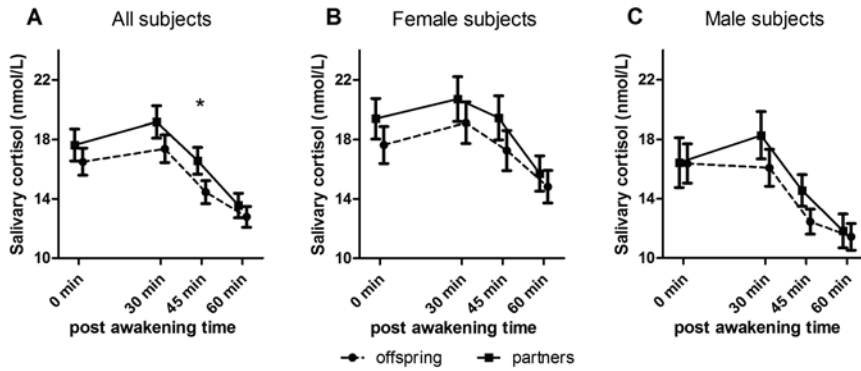 A All subjects
B Female subjects
C Male subjects
Salivary cortisol (nmol/L)
22
18
14
10
*
0 min
30 min
45 min
60 min
post awakening time
Salivary cortisol (nmol/L)
22
18
14
10
0 min
30 min
45 min
60 min
post awakening time
Salivary cortisol (nmol/L)
22
18
14
10
0 min
30 min
45 min
60 min
post awakening time
offspring partners